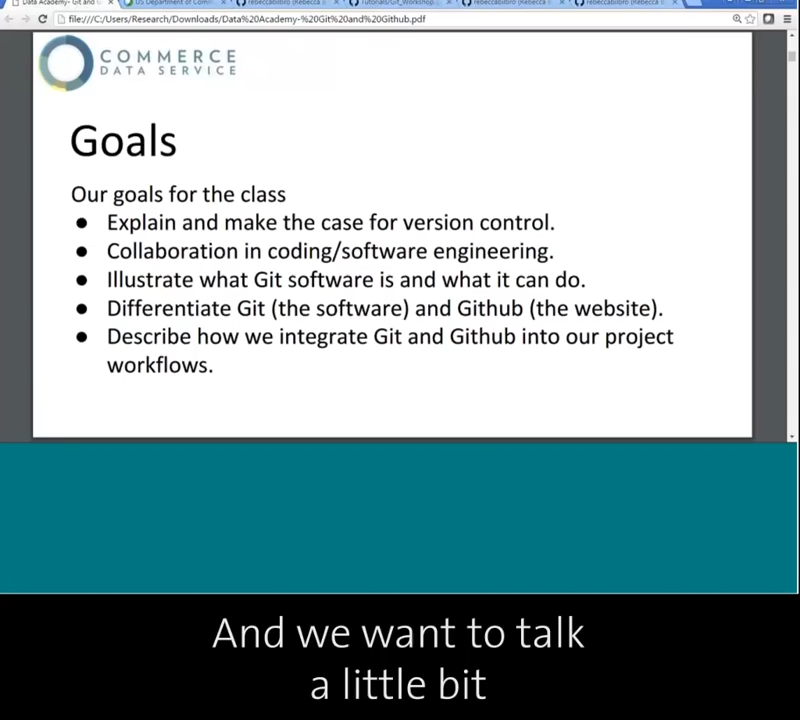 Data Academy- Git and G
US Department of Comm
rebeccabilbro (Rebecca B
Tutorials/Git_Workshop...
rebeccabilbro (Rebecca
rebeccabilbro (Rebecca
file:///C:/Users/Research/Downloads/Data%20Academy-%20Git%20and%20Github.pdf
COMMERCE
DATA SERVICE
Goals
Our goals for the class
● Explain and make the case for version control.
● Collaboration in coding/software engineering.
● Illustrate what Git software is and what it can do.
● Differentiate Git (the software) and Github (the website).
● Describe how we integrate Git and Github into our project
workflows.
And we want to talk
a little bit